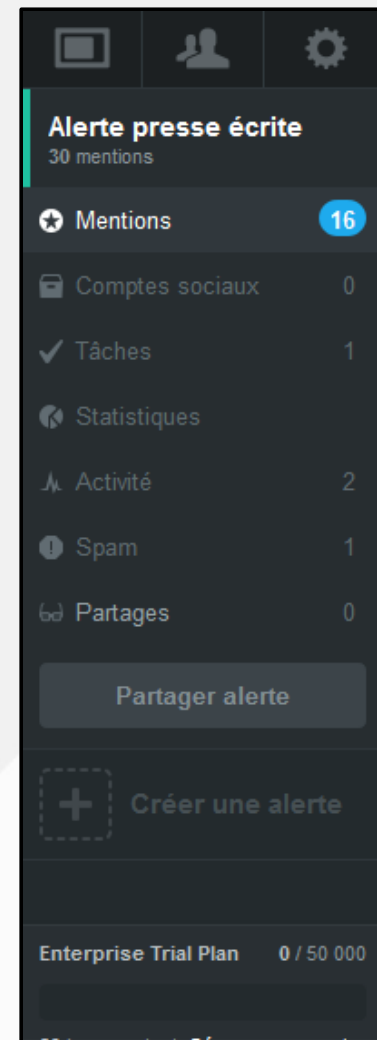 Alerte presse écrite
30 mentions
Mentions 16
Comptes sociaux 0
Tâches 1
Statistiques
Activité 2
Spam 1
Partages 0
Partager alerte
Créer une alerte
Enterprise Trial Plan 0 / 50 000